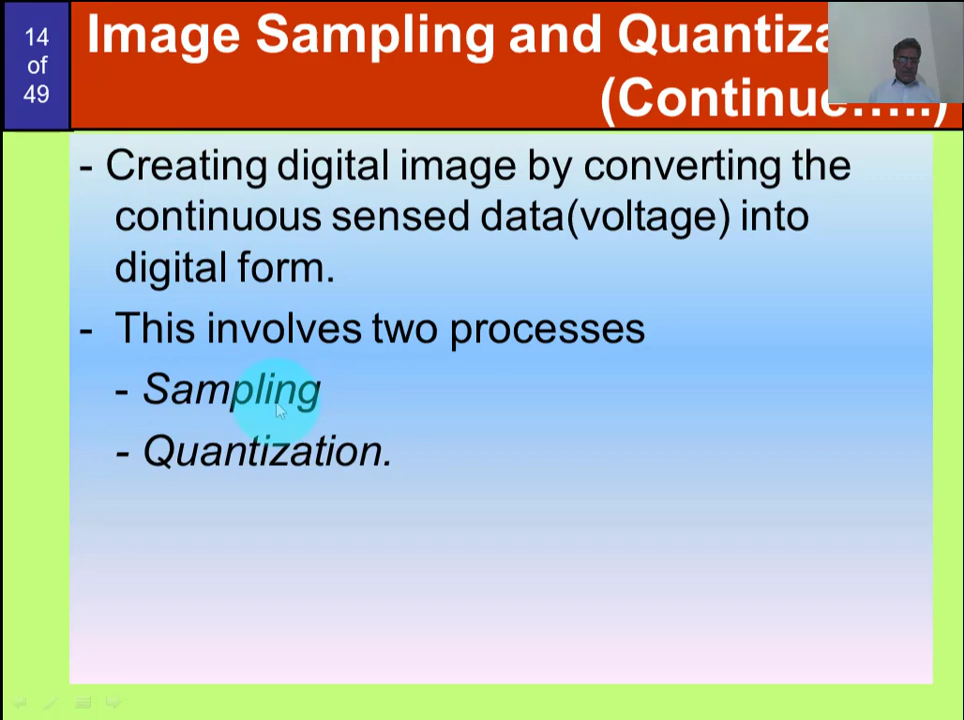 14
of
49
Image Sampling and Quantiza
(Continue…..)
- Creating digital image by converting the
continuous sensed data(voltage) into
digital form.
- This involves two processes
- Sampling
- Quantization.